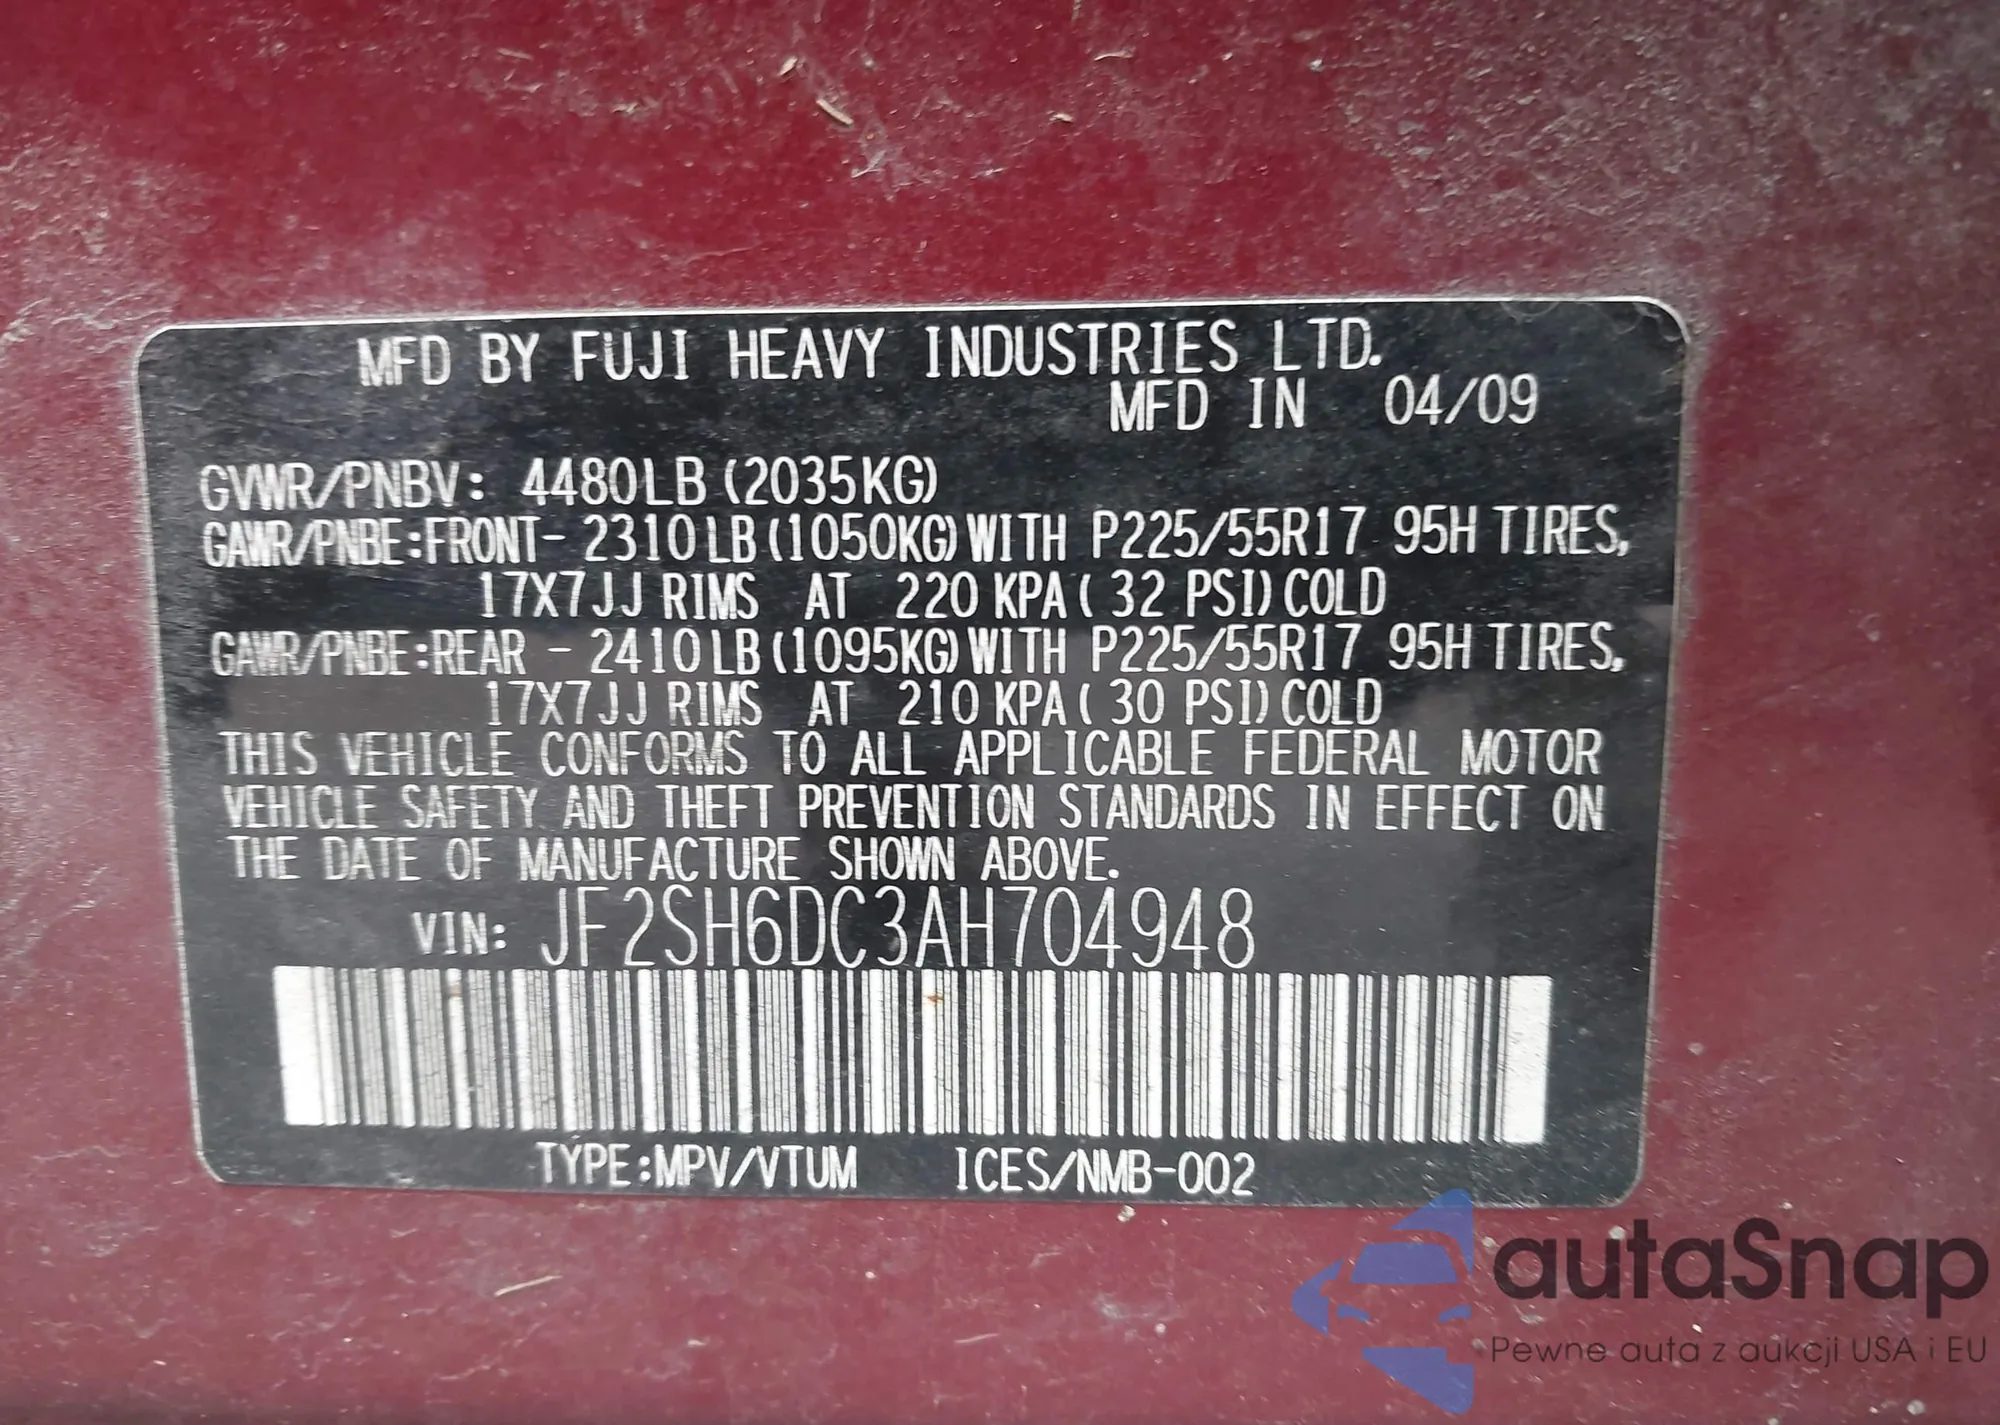 MFD BY FUJI HEAVY INDUSTRIES LTD.
MFD IN 04/09
GVWR/PNBV: 4480LB (2035KG)
GAWR/PNBE:FRONT- 2310LB(1050KG)WITH P225/55R17 95H TIRES,
17X7JJ RIMS AT 220 KPA( 32 PSI)COLD
GAWR/PNBE:REAR - 2410LB(1095KG)WITH P225/55R17 95H TIRES,
17X7JJ RIMS AT 210 KPA( 30 PSI)COLD
THIS VEHICLE CONFORMS TO ALL APPLICABLE FEDERAL MOTOR
VEHICLE SAFETY AND THEFT PREVENTION STANDARDS IN EFFECT ON
THE DATE OF MANUFACTURE SHOWN ABOVE.
VIN: JF2SH6DC3AH704948
TYPE:MPV/VTUM ICES/NMB-002
autaSnap
Pewne auta z aukcji USA i EU